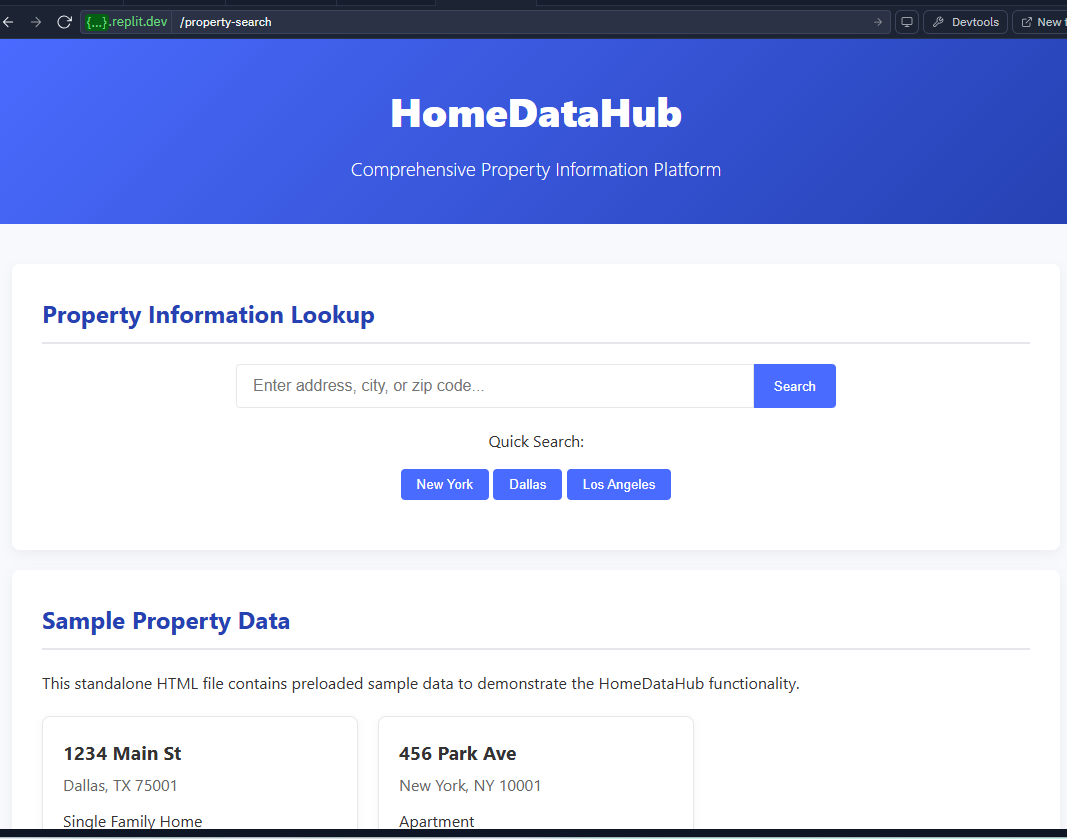 {...}.replit.dev /property-search
Devtools
New
HomeDataHub
Comprehensive Property Information Platform
Property Information Lookup
Enter address, city, or zip code...
Search
Quick Search:
New York
Dallas
Los Angeles
Sample Property Data
This standalone HTML file contains preloaded sample data to demonstrate the HomeDataHub functionality.
1234 Main St
Dallas, TX 75001
Single Family Home
456 Park Ave
New York, NY 10001
Apartment